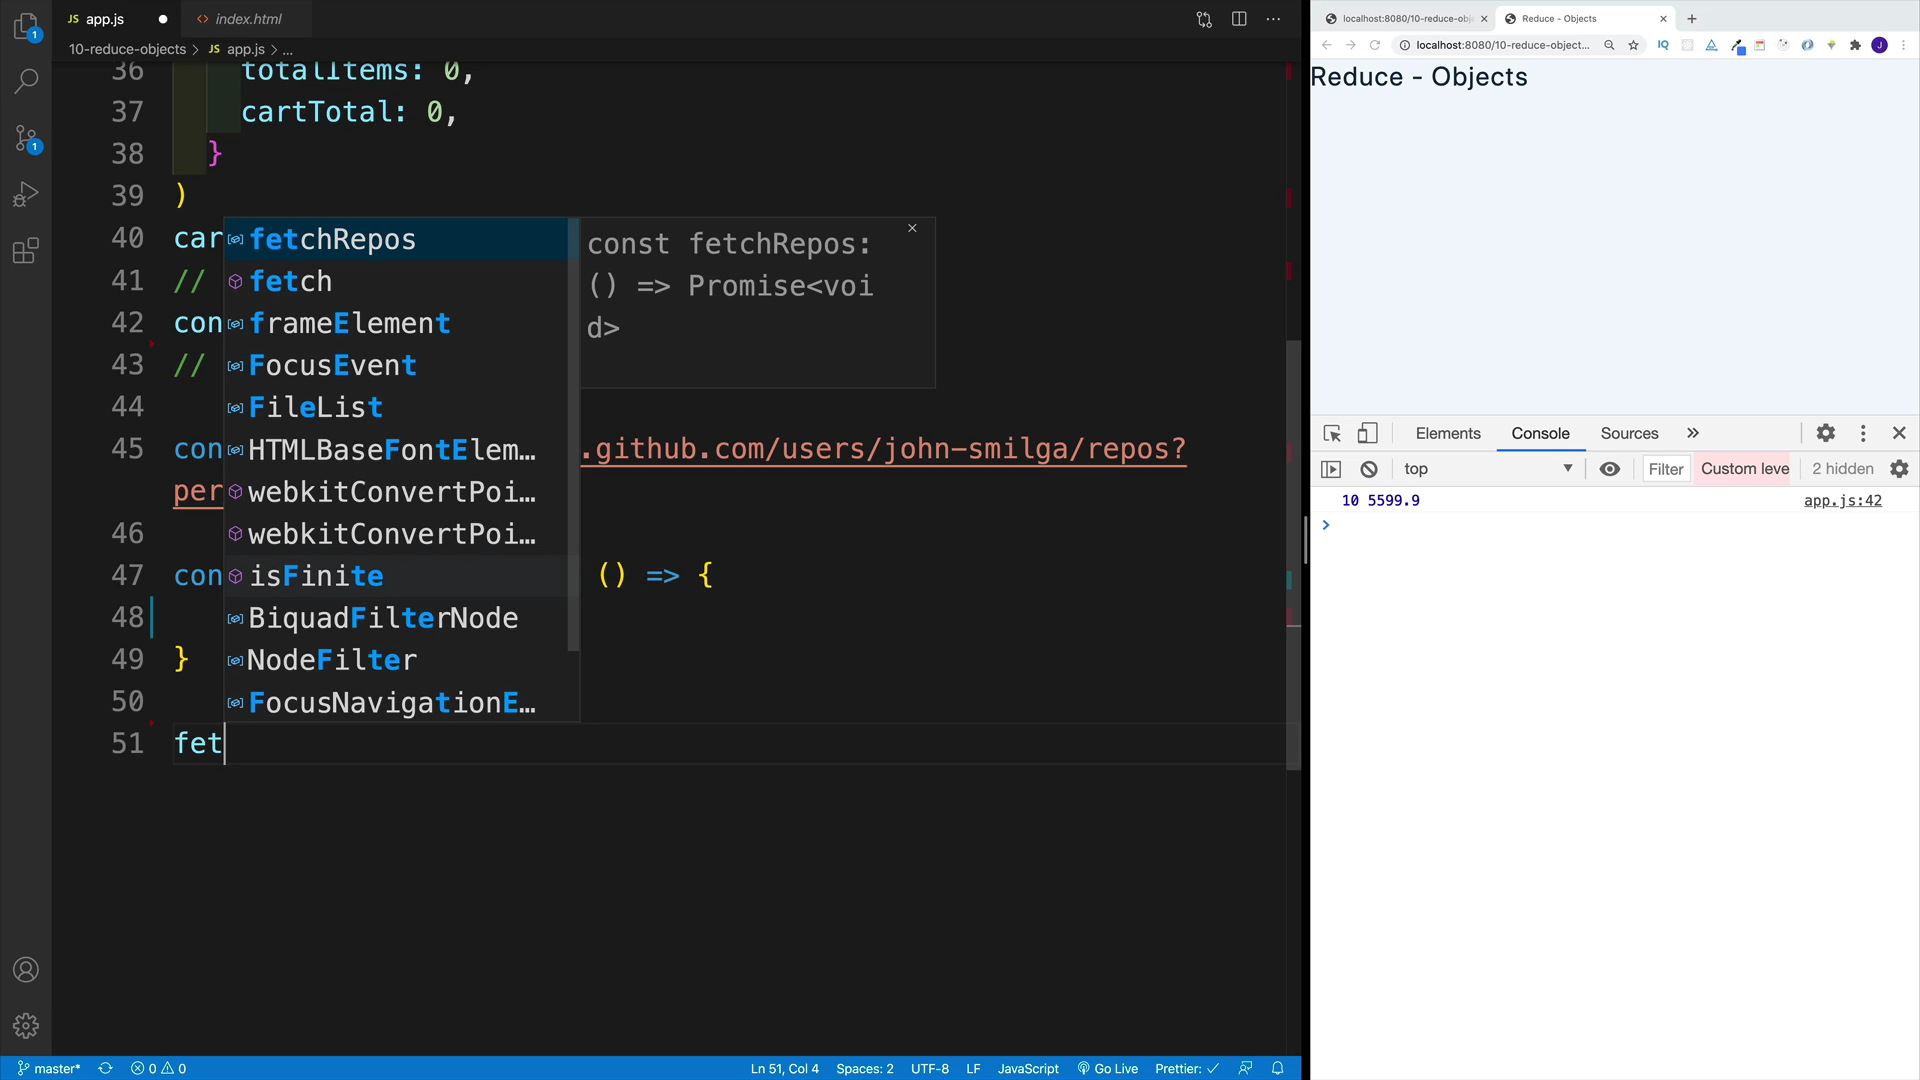 JS app.js
<> index.html
10-reduce-objects > JS app.js > ...
36 totalItems: 0,
37 cartTotal: 0,
38 }
39 )
40 car
41 //
42 con
43 //
44
45 con .github.com/users/john-smilga/repos?
per
46
47 con () => {
48
49 }
50
51 fet
fetchRepos
fetch
frameElement
FocusEvent
FileList
HTMLBaseFontElem…
webkitConvertPoi…
webkitConvertPoi…
isFinite
BiquadFilterNode
NodeFilter
FocusNavigationE…
const fetchRepos:
() => Promise<voi
d>
1
1
master*
0 0
Ln 51, Col 4
Spaces: 2
UTF-8
LF
JavaScript
Go Live
Prettier: ✓
localhost:8080/10-reduce-obj
Reduce - Objects
localhost:8080/10-reduce-object...
IQ
J
Reduce - Objects
Elements
Console
Sources
top
Filter
Custom leve
2 hidden
10 5599.9
app.js:42